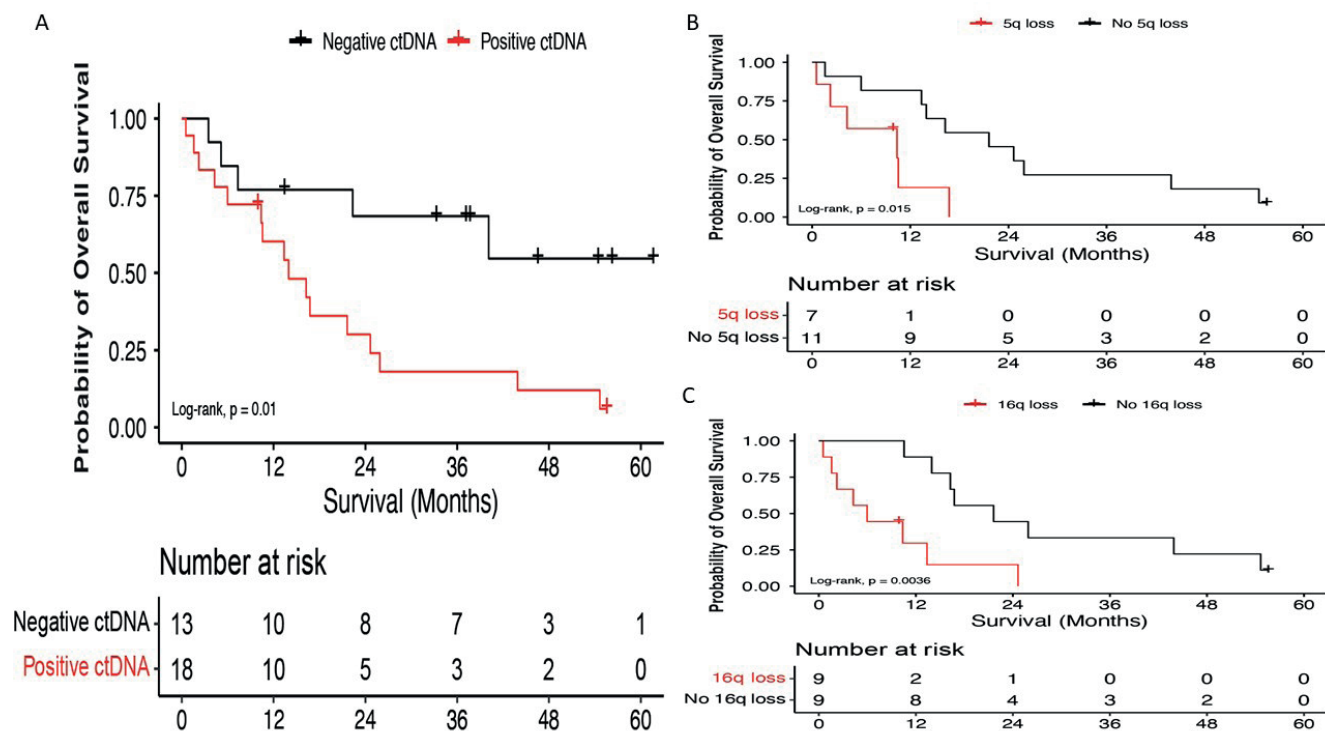 A
Negative ctDNA Positive ctDNA
Probability of Overall Survival
1.00
0.75
0.50
0.25
0.00
Log-rank, p = 0.01
0 12 24 36 48 60
Survival (Months)
Number at risk
Negative ctDNA 13 10 8 7 3 1
Positive ctDNA 18 10 5 3 2 0
0 12 24 36 48 60
B
5q loss No 5q loss
Probability of Overall Survival
1.00
0.75
0.50
0.25
0.00
Log-rank, p = 0.015
0 12 24 36 48 60
Survival (Months)
Number at risk
5q loss 7 1 0 0 0 0
No 5q loss 11 9 5 3 2 0
0 12 24 36 48 60
C
16q loss No 16q loss
Probability of Overall Survival
1.00
0.75
0.50
0.25
0.00
Log-rank, p = 0.0036
0 12 24 36 48 60
Survival (Months)
Number at risk
16q loss 9 2 1 0 0 0
No 16q loss 9 8 4 3 2 0
0 12 24 36 48 60